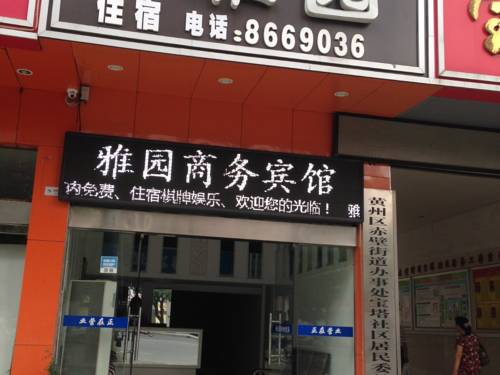 住宿 电话:8669036
雅园商务宾馆
内免费、住宿棋牌娱乐、欢迎您的光临! 雅
业营在正
正在营业
黄州区赤壁街道办事处宝塔社区居民委